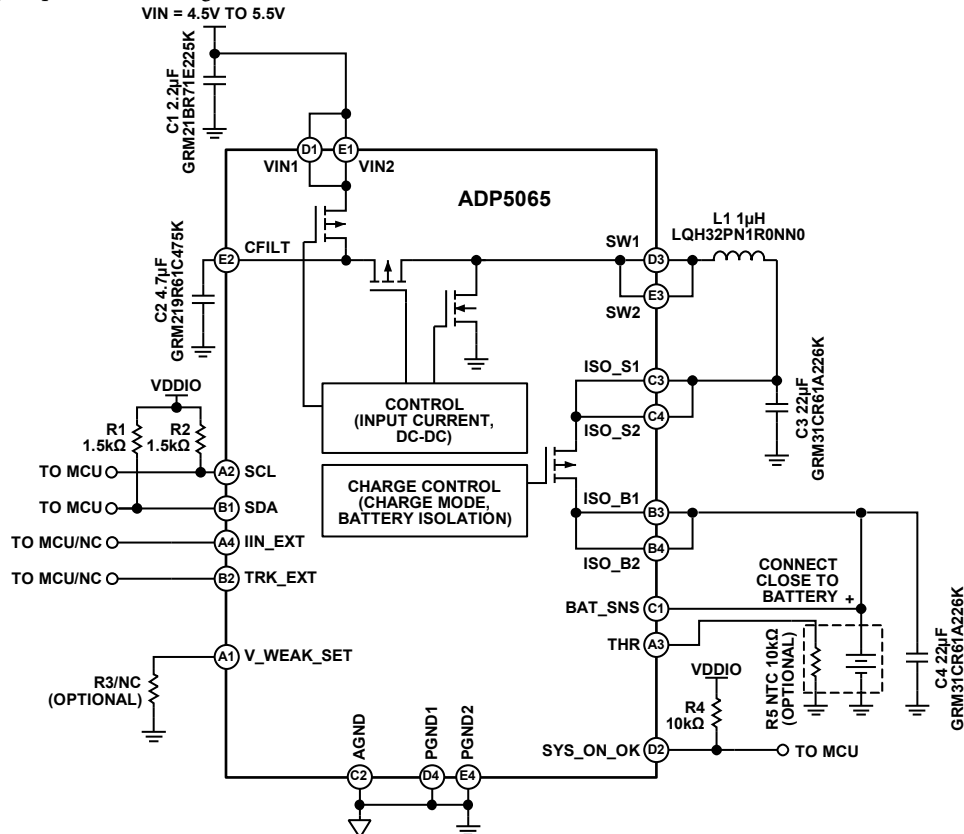 VIN = 4.5V TO 5.5V
C1 2.2µF
GRM21BR71E225K
D1
E1
VIN1
VIN2
ADP5065
L1 1µH
LQH32PN1R0NN0
CFILT
E2
SW1
D3
C2 4.7µF
GRM219R61C475K
E3
SW2
ISO_S1
C3
C4
ISO_S2
C3 22µF
GRM31CR61A226K
VDDIO
CONTROL
(INPUT CURRENT,
DC-DC)
R1
1.5kΩ
R2
1.5kΩ
TO MCU
A2
SCL
CHARGE CONTROL
(CHARGE MODE,
BATTERY ISOLATION)
TO MCU
B1
SDA
ISO_B1
B3
TO MCU/NC
A4
IIN_EXT
B4
ISO_B2
TO MCU/NC
B2
TRK_EXT
CONNECT
CLOSE TO
BATTERY
+
BAT_SNS
C1
THR
A3
A1
V_WEAK_SET
R3/NC
(OPTIONAL)
VDDIO
R4
10kΩ
R5 NTC 10kΩ
(OPTIONAL)
C4 22µF
GRM31CR61A226K
AGND
PGND1
PGND2
SYS_ON_OK
D2
TO MCU
C2
D4
E4